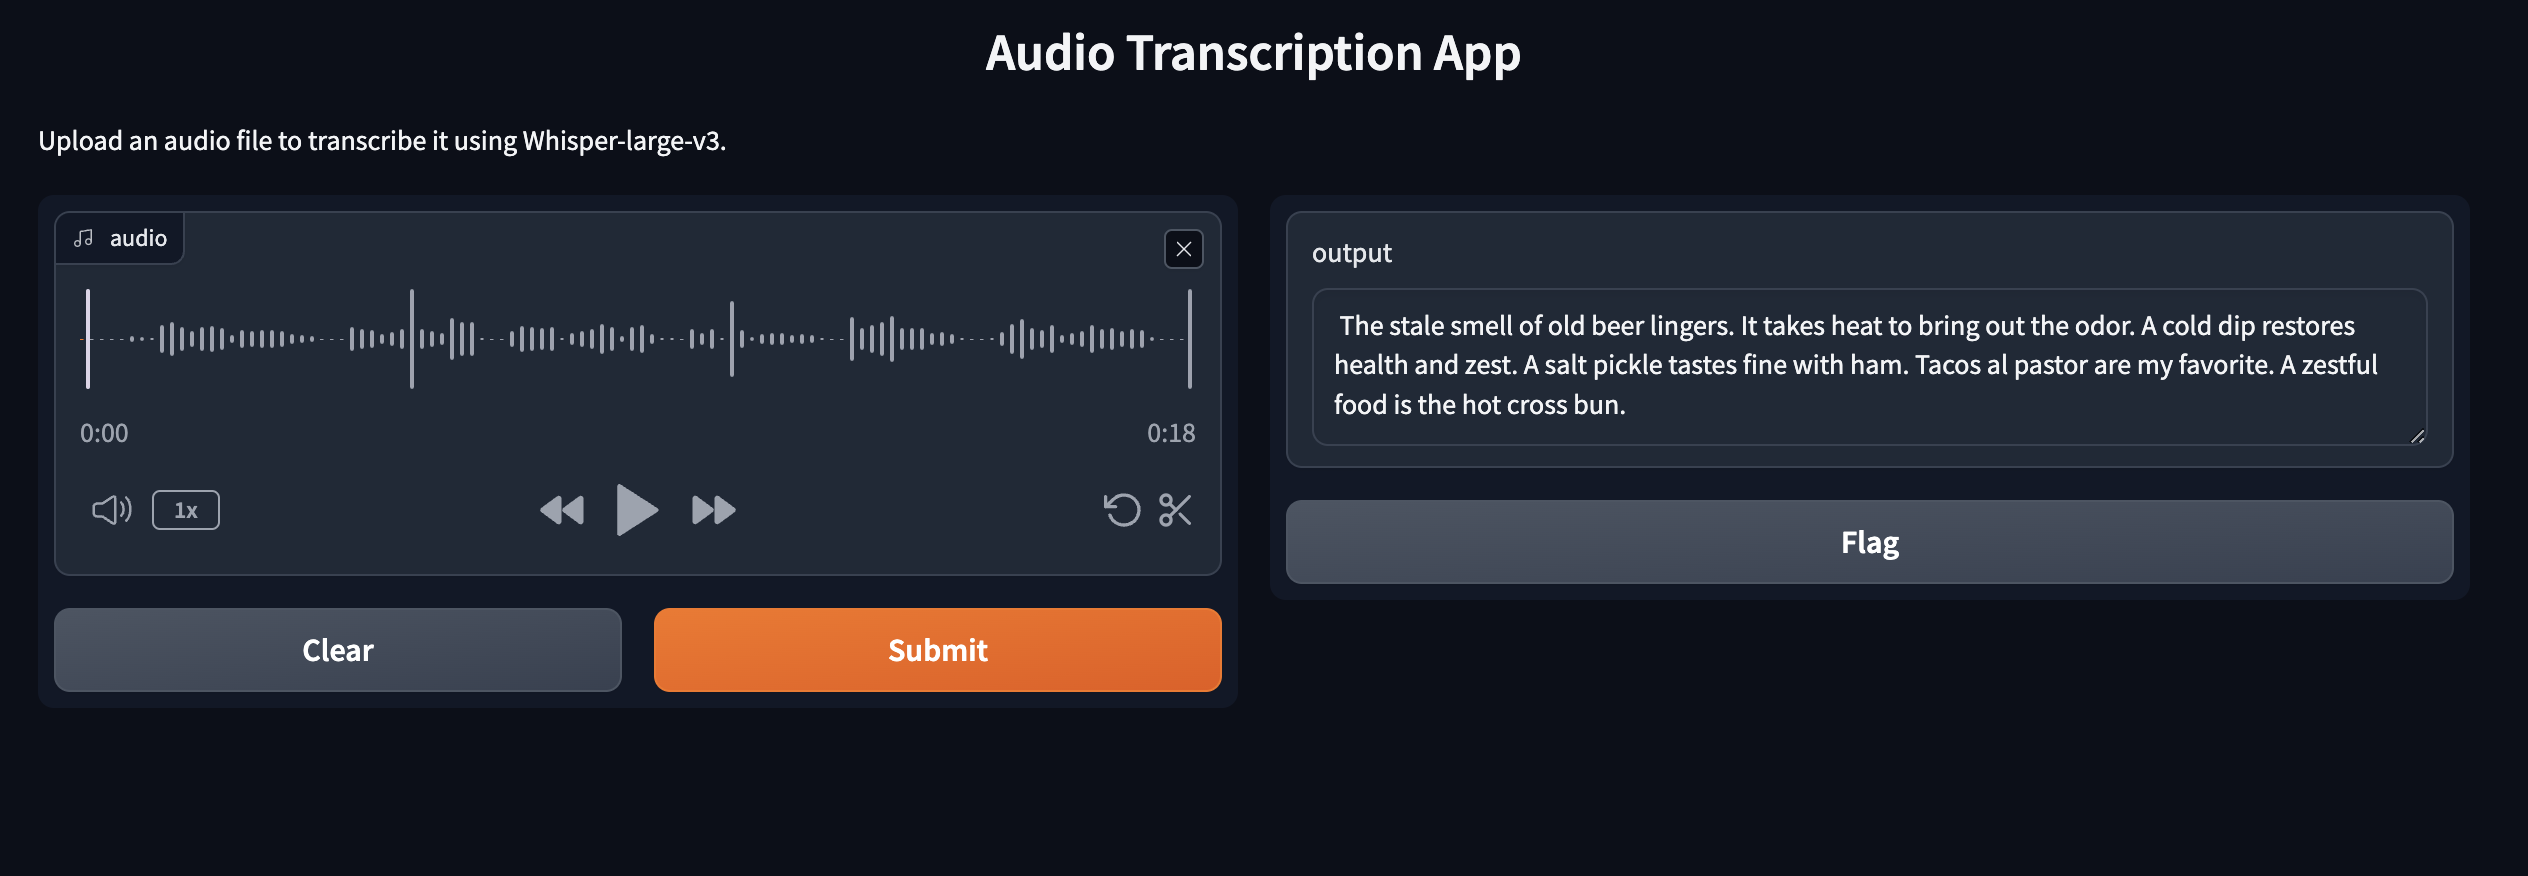 Audio Transcription App
Upload an audio file to transcribe it using Whisper-large-v3.
audio
0:00
0:18
1x
Clear
Submit
output
The stale smell of old beer lingers. It takes heat to bring out the odor. A cold dip restores
health and zest. A salt pickle tastes fine with ham. Tacos al pastor are my favorite. A zestful
food is the hot cross bun.
Flag